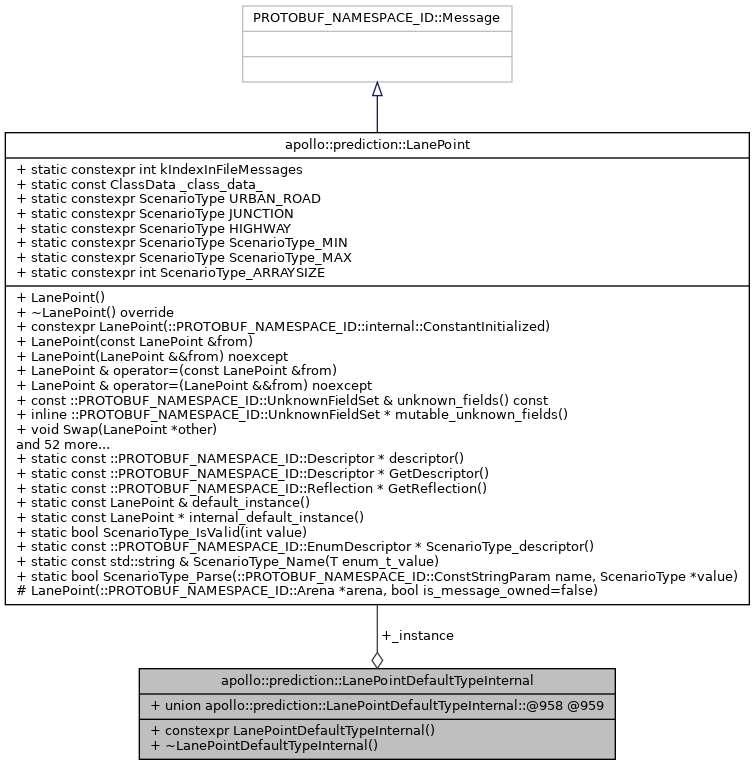 PROTOBUF_NAMESPACE_ID::Message
apollo::prediction::LanePoint
+ static constexpr int kIndexInFileMessages
+ static const ClassData _class_data_
+ static constexpr ScenarioType URBAN_ROAD
+ static constexpr ScenarioType JUNCTION
+ static constexpr ScenarioType HIGHWAY
+ static constexpr ScenarioType ScenarioType_MIN
+ static constexpr ScenarioType ScenarioType_MAX
+ static constexpr int ScenarioType_ARRAYSIZE
+ LanePoint()
+ ~LanePoint() override
+ constexpr LanePoint(::PROTOBUF_NAMESPACE_ID::internal::ConstantInitialized)
+ LanePoint(const LanePoint &from)
+ LanePoint(LanePoint &&from) noexcept
+ LanePoint & operator=(const LanePoint &from)
+ LanePoint & operator=(LanePoint &&from) noexcept
+ const ::PROTOBUF_NAMESPACE_ID::UnknownFieldSet & unknown_fields() const
+ inline ::PROTOBUF_NAMESPACE_ID::UnknownFieldSet * mutable_unknown_fields()
+ void Swap(LanePoint *other)
and 52 more...
+ static const ::PROTOBUF_NAMESPACE_ID::Descriptor * descriptor()
+ static const ::PROTOBUF_NAMESPACE_ID::Descriptor * GetDescriptor()
+ static const ::PROTOBUF_NAMESPACE_ID::Reflection * GetReflection()
+ static const LanePoint & default_instance()
+ static const LanePoint * internal_default_instance()
+ static bool ScenarioType_IsValid(int value)
+ static const ::PROTOBUF_NAMESPACE_ID::EnumDescriptor * ScenarioType_descriptor()
+ static const std::string & ScenarioType_Name(T enum_t_value)
+ static bool ScenarioType_Parse(::PROTOBUF_NAMESPACE_ID::ConstStringParam name, ScenarioType *value)
# LanePoint(::PROTOBUF_NAMESPACE_ID::Arena *arena, bool is_message_owned=false)
+_instance
apollo::prediction::LanePointDefaultTypeInternal
+ union apollo::prediction::LanePointDefaultTypeInternal::@958 @959
+ constexpr LanePointDefaultTypeInternal()
+ ~LanePointDefaultTypeInternal()